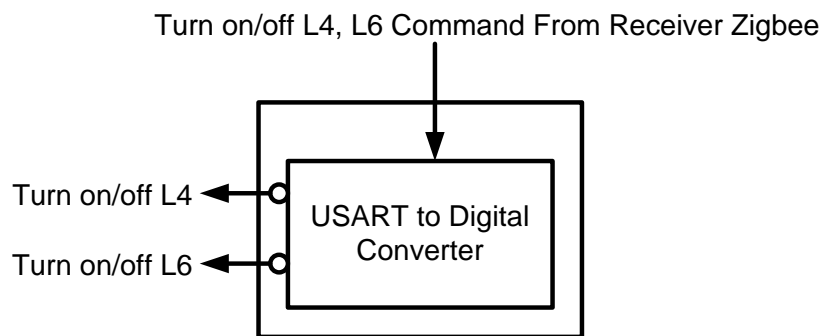 Turn on/off L4, L6 Command From Receiver Zigbee
Turn on/off L4
USART to Digital
Converter
Turn on/off L6